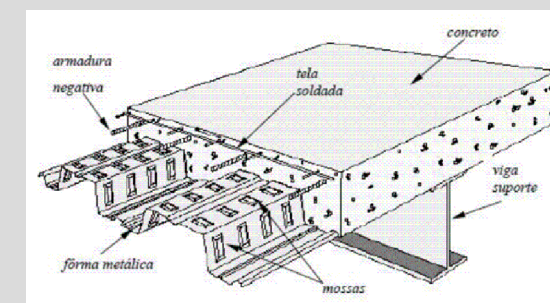 concreto
armadura
negativa
tela
soldada
viga
suporte
fôrma metálica
mossas